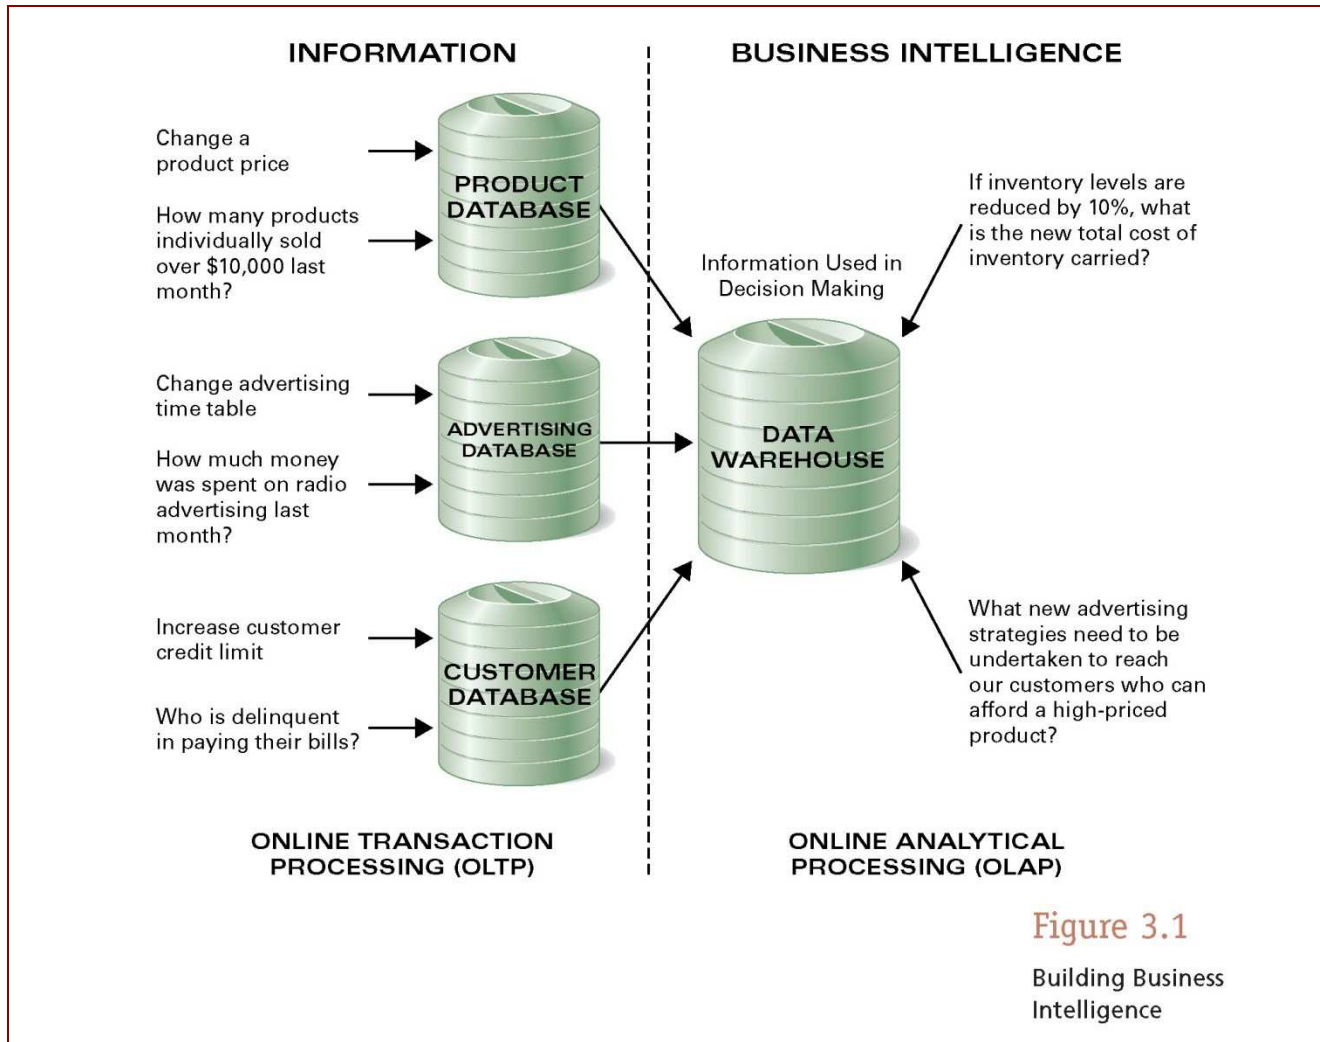 INFORMATION
BUSINESS INTELLIGENCE
Change a
product price
How many products
individually sold
over $10,000 last
month?
PRODUCT
DATABASE
Change advertising
time table
How much money
was spent on radio
advertising last
month?
ADVERTISING
DATABASE
Increase customer
credit limit
Who is delinquent
in paying their bills?
CUSTOMER
DATABASE
ONLINE TRANSACTION
PROCESSING (OLTP)
Information Used in
Decision Making
DATA
WAREHOUSE
If inventory levels are
reduced by 10%, what
is the new total cost of
inventory carried?
What new advertising
strategies need to be
undertaken to reach
our customers who can
afford a high-priced
product?
ONLINE ANALYTICAL
PROCESSING (OLAP)
Figure 3.1
Building Business
Intelligence